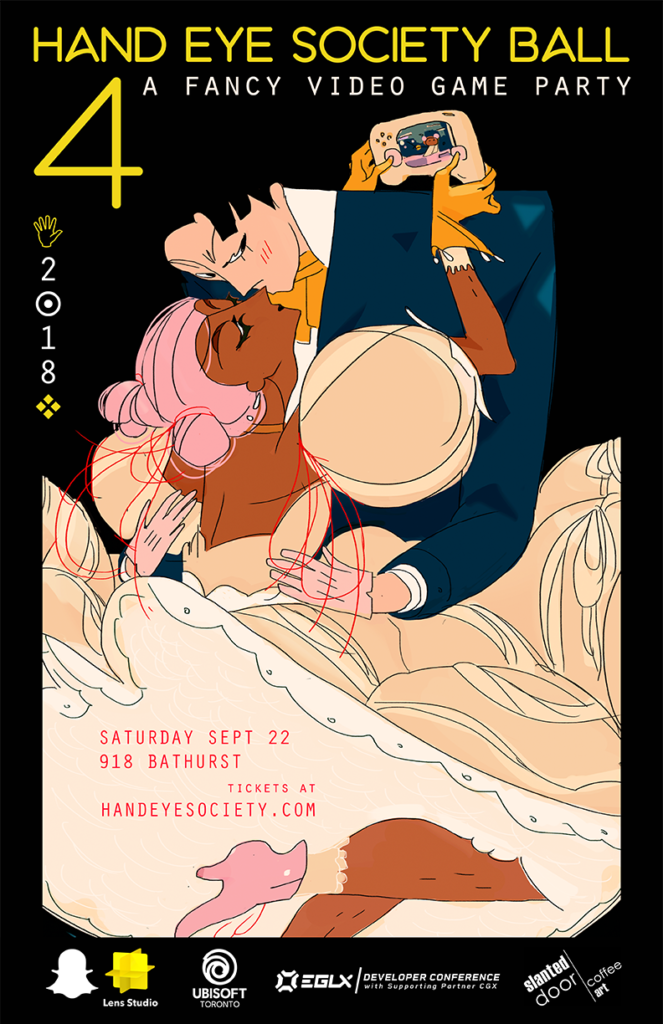 HAND EYE SOCIETY BALL
4
A FANCY VIDEO GAME PARTY
2
0
1
8
SATURDAY SEPT 22
918 BATHURST
TICKETS AT
HANDEYESOCIETY.COM
Lens Studio
UBISOFT
TORONTO
EGLX
DEVELOPER CONFERENCE
with Supporting Partner CGX
slanted
door
coffee
art